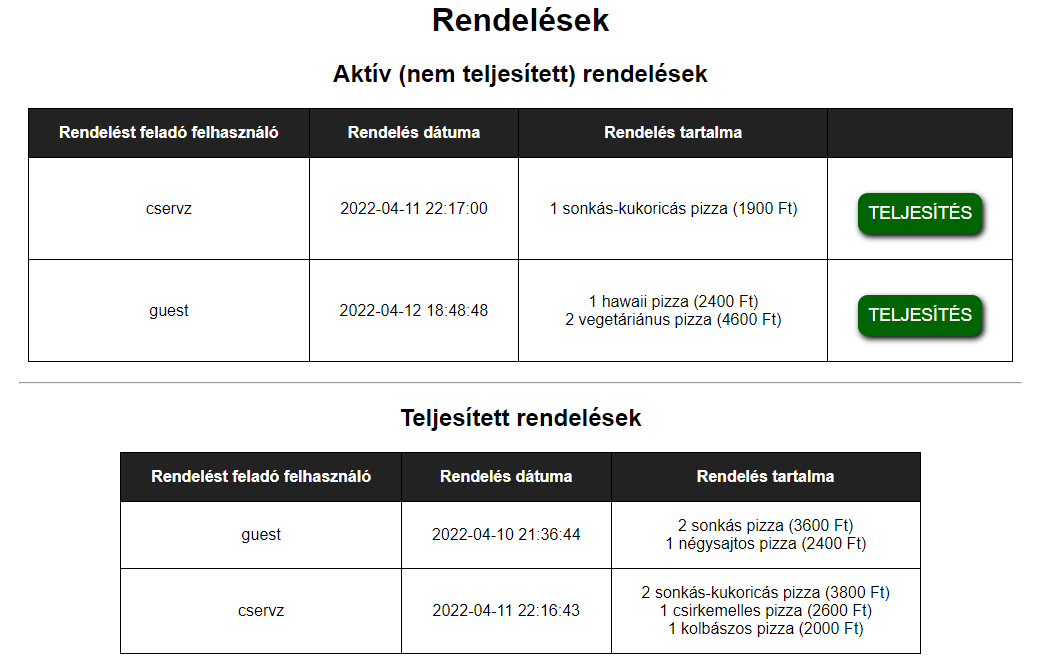 Rendelések
Aktív (nem teljesített) rendelések
Rendelést feladó felhasználó Rendelés dátuma Rendelés tartalma
cservz 2022-04-11 22:17:00 1 sonkás-kukoricás pizza (1900 Ft) TELJESÍTÉS
guest 2022-04-12 18:48:48 1 hawaii pizza (2400 Ft)
2 vegetáriánus pizza (4600 Ft) TELJESÍTÉS
Teljesített rendelések
Rendelést feladó felhasználó Rendelés dátuma Rendelés tartalma
guest 2022-04-10 21:36:44 2 sonkás pizza (3600 Ft)
1 négysajtos pizza (2400 Ft)
cservz 2022-04-11 22:16:43 2 sonkás-kukoricás pizza (3800 Ft)
1 csirkemelles pizza (2600 Ft)
1 kolbászos pizza (2000 Ft)